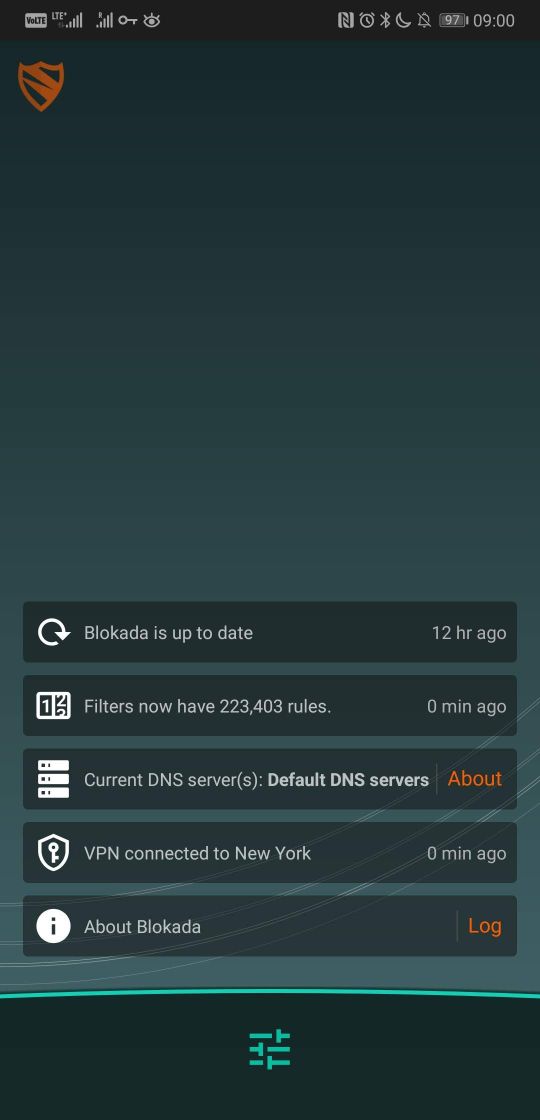 VoLTE LTE+ R 97 09:00
Blokada is up to date 12 hr ago
Filters now have 223,403 rules. 0 min ago
Current DNS server(s): Default DNS servers About
VPN connected to New York 0 min ago
About Blokada Log